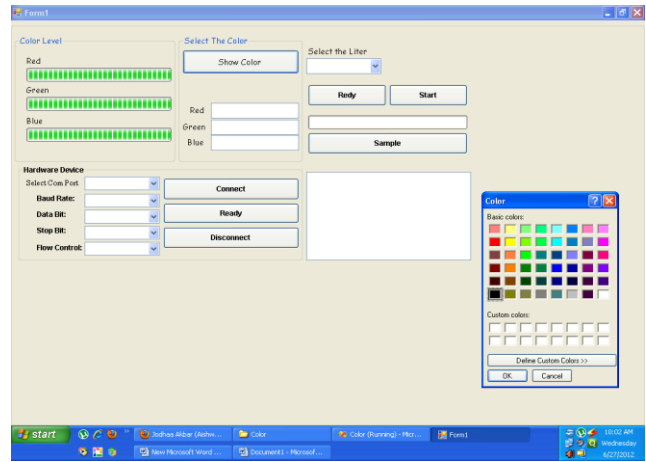 Form1
Color Level
Red
Green
Blue
Select The Color
Show Color
Red
Green
Blue
Select the Liter
Redy
Start
Sample
Hardware Device
Select Com Port
Baud Rate:
Data Bit:
Stop Bit:
Flow Control:
Connect
Ready
Disconnect
Color
Basic colors:
Custom colors:
Define Custom Colors >>
OK
Cancel
start
Jodhaa Akbar (Aishw...
Color
Color (Running) - Micr...
Form1
New Microsoft Word ...
Document1 - Microsof...
10:02 AM
Wednesday
6/27/2012